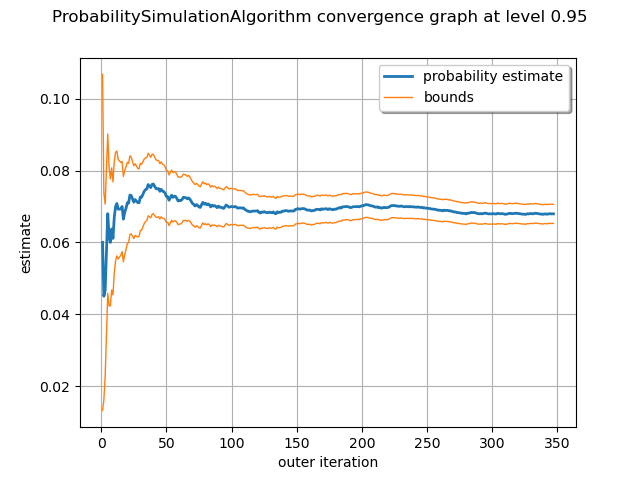 ProbabilitySimulationAlgorithm convergence graph at level 0.95
probability estimate
bounds
0.10
0.08
0.06
0.04
0.02
estimate
0 50 100 150 200 250 300 350
outer iteration